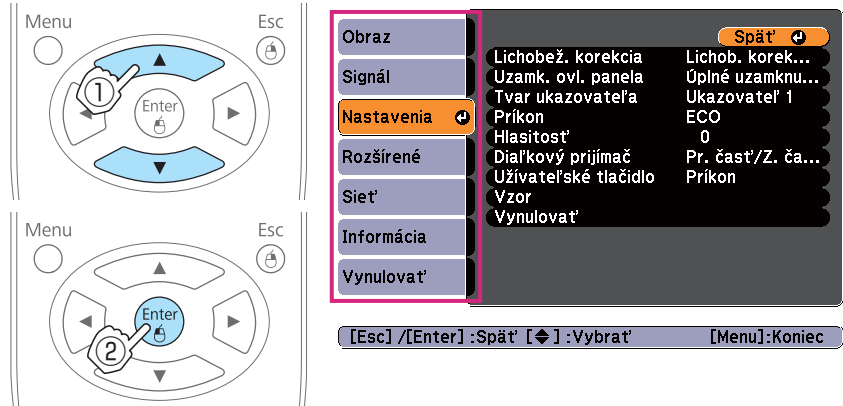 Menu
Esc
Enter
1
Menu
Esc
Enter
2
Obraz
Signál
Nastavenia
Rozšírené
Sieť
Informácia
Vynulovať
Späť
Lichobež. korekcia Lichob. korek...
Uzamk. ovl. panela Úplné uzamknu...
Tvar ukazovateľa Ukazovateľ 1
Príkon ECO
Hlasitosť 0
Diaľkový prijímač Pr. časť/Z. ča...
Užívateľské tlačidlo Príkon
Vzor
Vynulovať
[Esc] /[Enter] :Späť [◆] :Vybrať [Menu]:Koniec